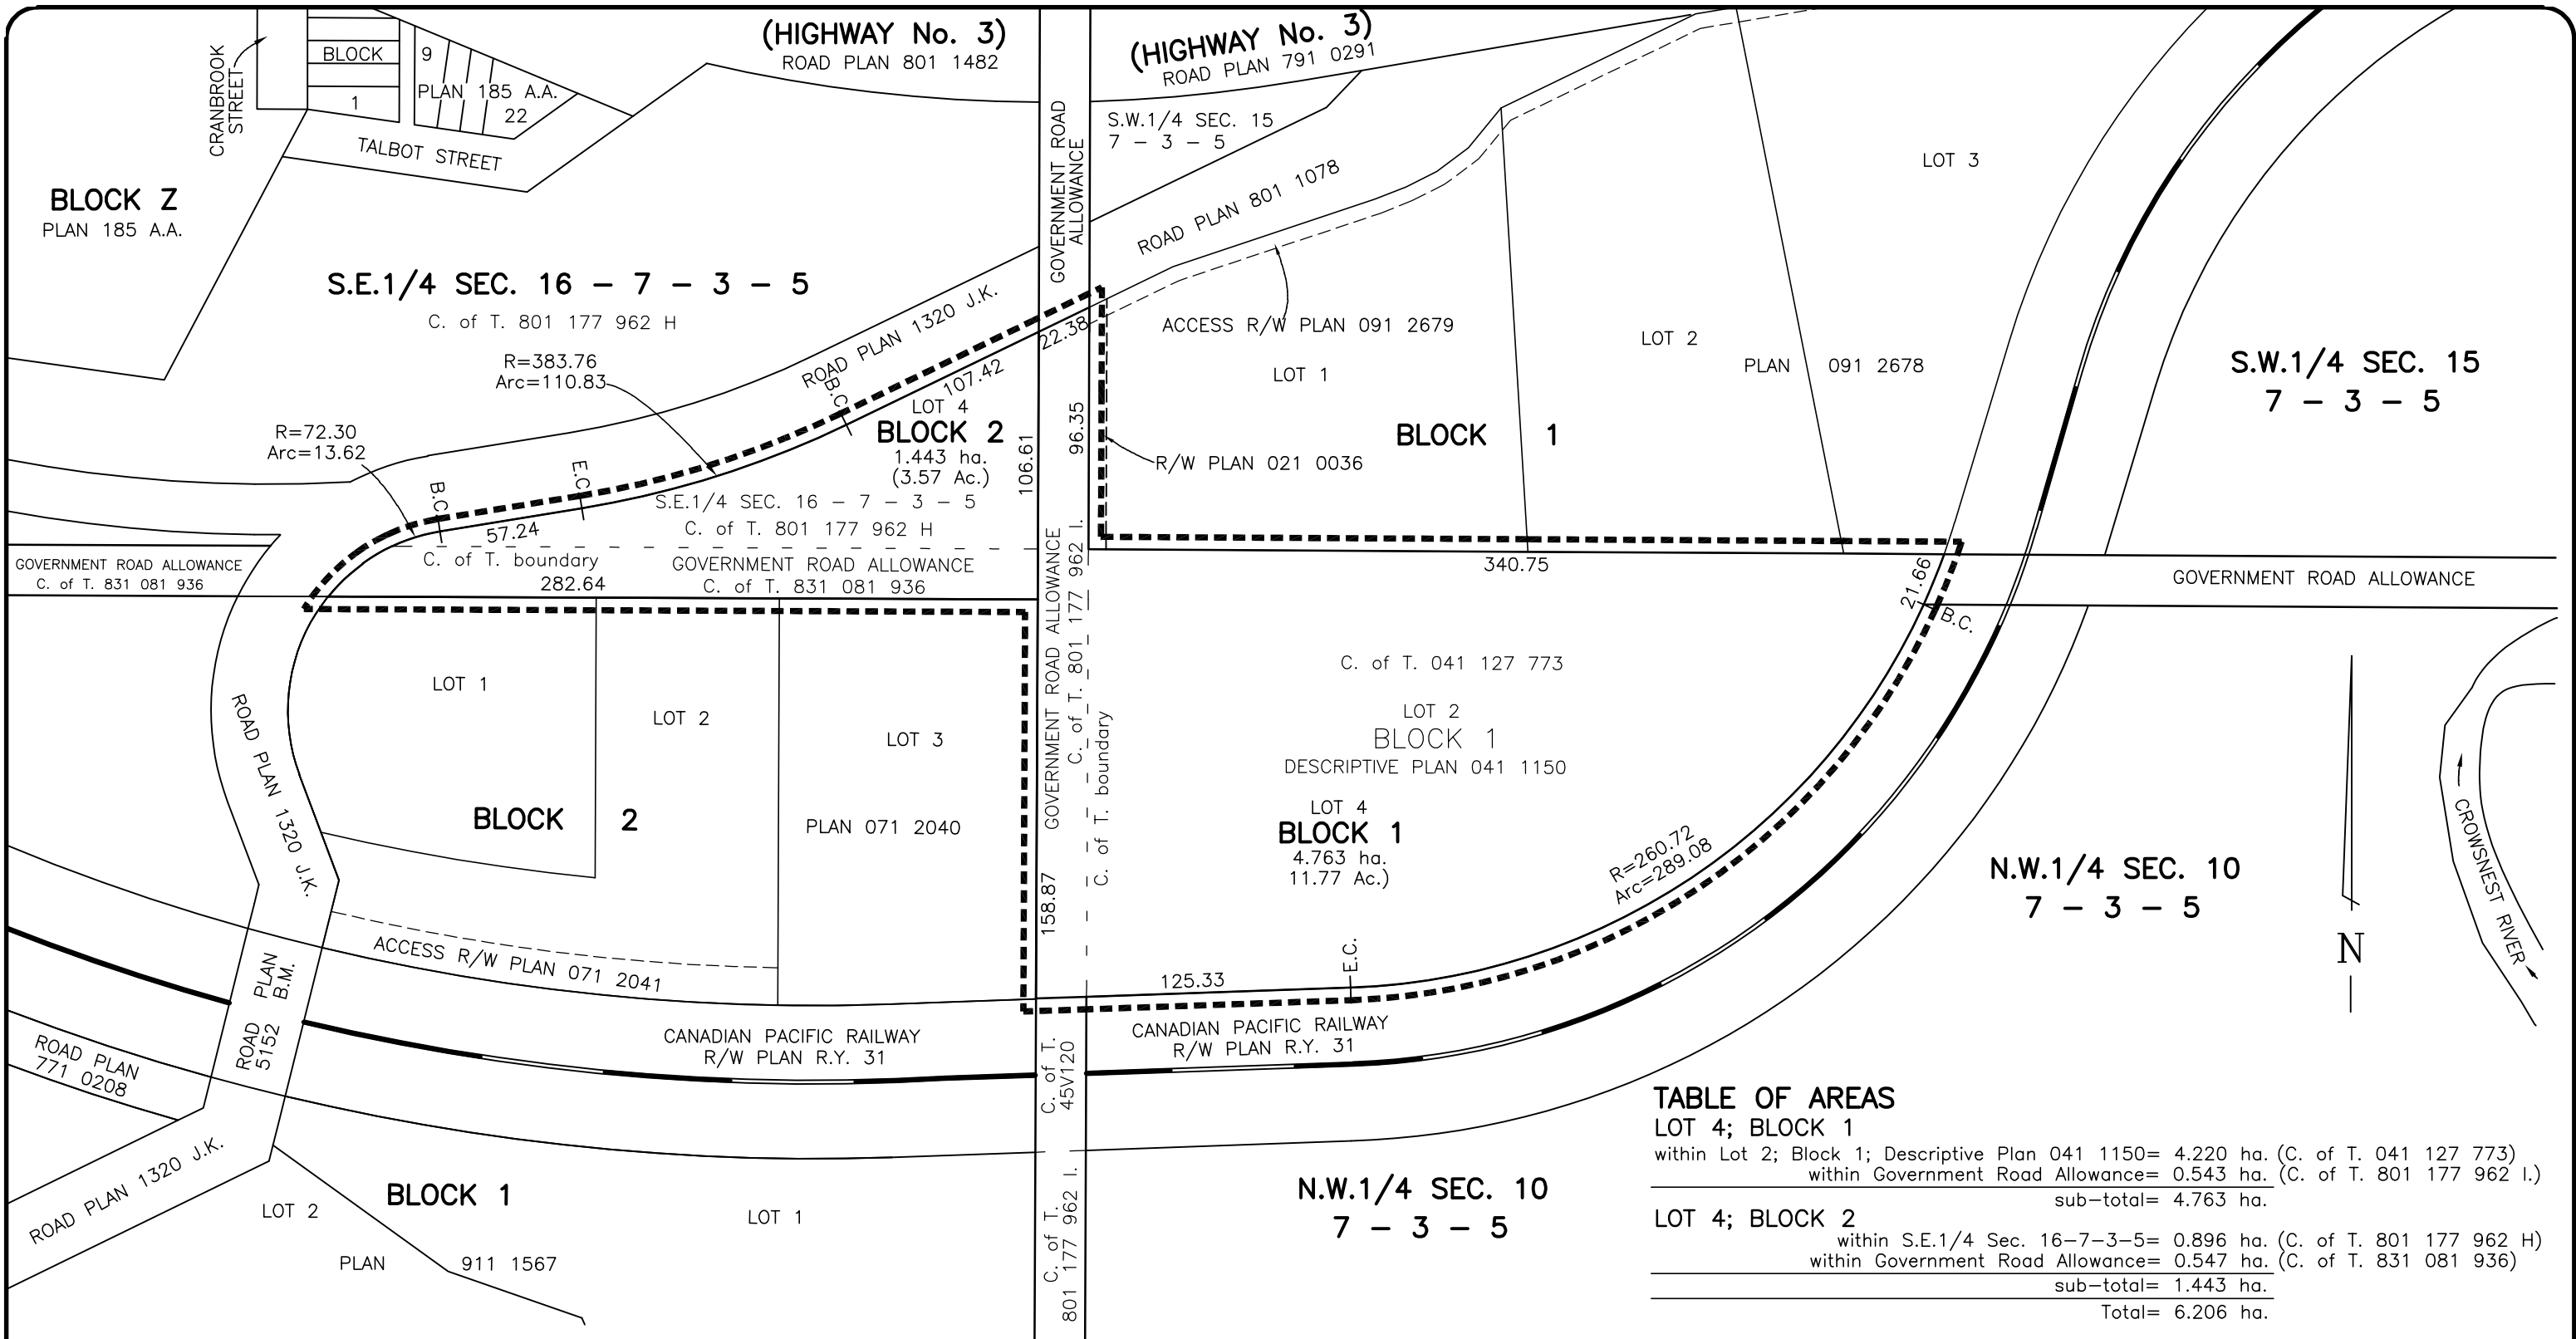 CRANBROOK
STREET
BLOCK
1
9
PLAN 185 A.A.
22
TALBOT STREET
BLOCK Z
PLAN 185 A.A.
(HIGHWAY No. 3)
ROAD PLAN 801 1482
(HIGHWAY No. 3)
ROAD PLAN 791 0291
GOVERNMENT ROAD
ALLOWANCE
S.W.1/4 SEC. 15
7 - 3 - 5
ROAD PLAN 801 1078
LOT 3
S.E.1/4 SEC. 16 - 7 - 3 - 5
C. of T. 801 177 962 H
R=383.76
Arc=110.83
ROAD PLAN 1320 J.K.
B.C.
107.42
22.38
ACCESS R/W PLAN 091 2679
LOT 1
LOT 2
PLAN 091 2678
S.W.1/4 SEC. 15
7 - 3 - 5
R=72.30
Arc=13.62
LOT 4
BLOCK 2
1.443 ha.
(3.57 Ac.)
106.61
96.35
BLOCK 1
R/W PLAN 021 0036
B.C.
E.C.
57.24
S.E.1/4 SEC. 16 - 7 - 3 - 5
C. of T. 801 177 962 H
C. of T. boundary
282.64
GOVERNMENT ROAD ALLOWANCE
C. of T. 831 081 936
GOVERNMENT ROAD ALLOWANCE
C. of T. 831 081 936
340.75
21.66
B.C.
GOVERNMENT ROAD ALLOWANCE
GOVERNMENT ROAD ALLOWANCE
C. of T. 801 177 962 I.
C. of T. boundary
158.87
LOT 1
LOT 2
LOT 3
BLOCK 2
PLAN 071 2040
ROAD PLAN 1320 J.K.
C. of T. 041 127 773
LOT 2
BLOCK 1
DESCRIPTIVE PLAN 041 1150
LOT 4
BLOCK 1
4.763 ha.
11.77 Ac.)
R=260.72
Arc=289.08
N.W.1/4 SEC. 10
7 - 3 - 5
CROWSNEST RIVER
N
ACCESS R/W PLAN 071 2041
125.33
E.C.
CANADIAN PACIFIC RAILWAY
R/W PLAN R.Y. 31
CANADIAN PACIFIC RAILWAY
R/W PLAN R.Y. 31
ROAD PLAN
5152 B.M.
ROAD PLAN
771 0208
C. of T.
45V120
ROAD PLAN 1320 J.K.
LOT 2
BLOCK 1
LOT 1
PLAN 911 1567
C. of T.
801 177 962 I.
N.W.1/4 SEC. 10
7 - 3 - 5
TABLE OF AREAS
LOT 4; BLOCK 1
within Lot 2; Block 1; Descriptive Plan 041 1150= 4.220 ha. (C. of T. 041 127 773)
within Government Road Allowance= 0.543 ha. (C. of T. 801 177 962 I.)
sub-total= 4.763 ha.
LOT 4; BLOCK 2
within S.E.1/4 Sec. 16-7-3-5= 0.896 ha. (C. of T. 801 177 962 H)
within Government Road Allowance= 0.547 ha. (C. of T. 831 081 936)
sub-total= 1.443 ha.
Total= 6.206 ha.